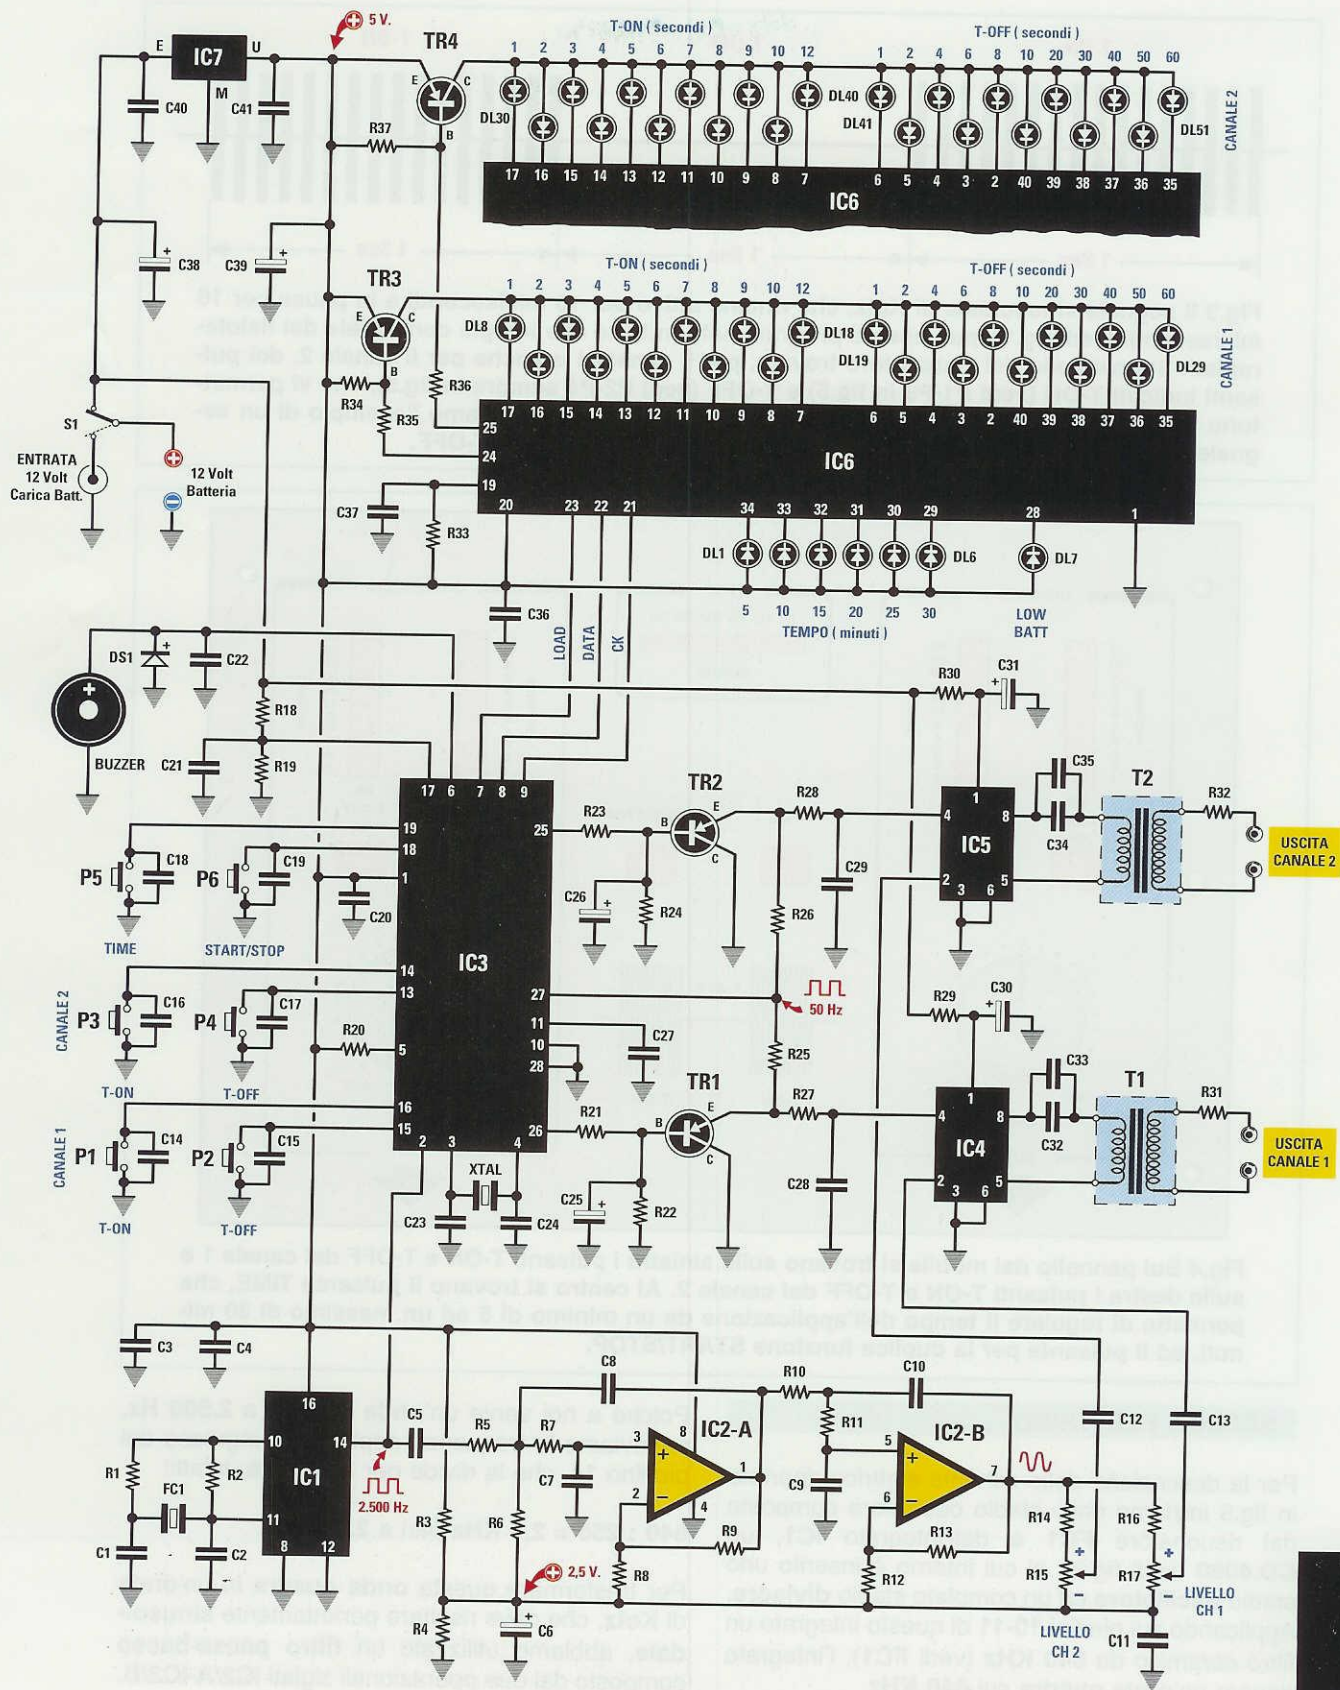 5 V.
E
IC7
U
M
C40
C41
TR4
E
C
B
R37
T-ON ( secondi )
T-OFF ( secondi )
1 2 3 4 5 6 7 8 9 10 12
1 2 4 6 8 10 20 30 40 50 60
DL30
DL40
DL41
DL51
CANALE 2
17 16 15 14 13 12 11 10 9 8 7
6 5 4 3 2 40 39 38 37 36 35
IC6
C38
C39
TR3
E
C
B
R34
R35
R36
T-ON ( secondi )
T-OFF ( secondi )
1 2 3 4 5 6 7 8 9 10 12
1 2 4 6 8 10 20 30 40 50 60
DL8
DL18
DL19
DL29
CANALE 1
17 16 15 14 13 12 11 10 9 8 7
6 5 4 3 2 40 39 38 37 36 35
25
24
19
IC6
20 23 22 21
34 33 32 31 30 29 28 1
S1
ENTRATA
12 Volt
Carica Batt.
12 Volt
Batteria
C37
R33
DL1
DL6
DL7
5 10 15 20 25 30
TEMPO ( minuti )
LOW
BATT
C36
LOAD
DATA
CK
DS1
C22
BUZZER
R18
R19
C21
R30
C31
17 6 7 8 9
19
18
1
14
13
5
16
15
25
27
11
10
28
26
2 3 4
IC3
P5
C18
TIME
P6
C19
START/STOP
C20
CANALE 2
P3
C16
T-ON
P4
C17
T-OFF
R20
CANALE 1
P1
C14
T-ON
P2
C15
T-OFF
R23
B
TR2
E
C
C26
R24
R28
C29
R26
50 Hz
R25
C27
R21
B
TR1
E
C
C25
R22
R27
C28
XTAL
C23
C24
1
4
8
IC5
2
3
6
5
C35
C34
T2
R32
USCITA
CANALE 2
R29
C30
1
4
8
IC4
2
3
6
5
C33
C32
T1
R31
USCITA
CANALE 1
C3
C4
16
10
14
IC1
11
8
12
R1
R2
FC1
C1
C2
2.500 Hz
C5
R5
R7
C8
C7
R3
R6
R4
2,5 V.
C6
3
8
2
1
4
IC2-A
R9
R8
R10
R11
C10
C9
5
6
7
IC2-B
R13
R12
C12
C13
R14
R16
R15
R17
LIVELLO
CH 1
LIVELLO
CH 2
C11